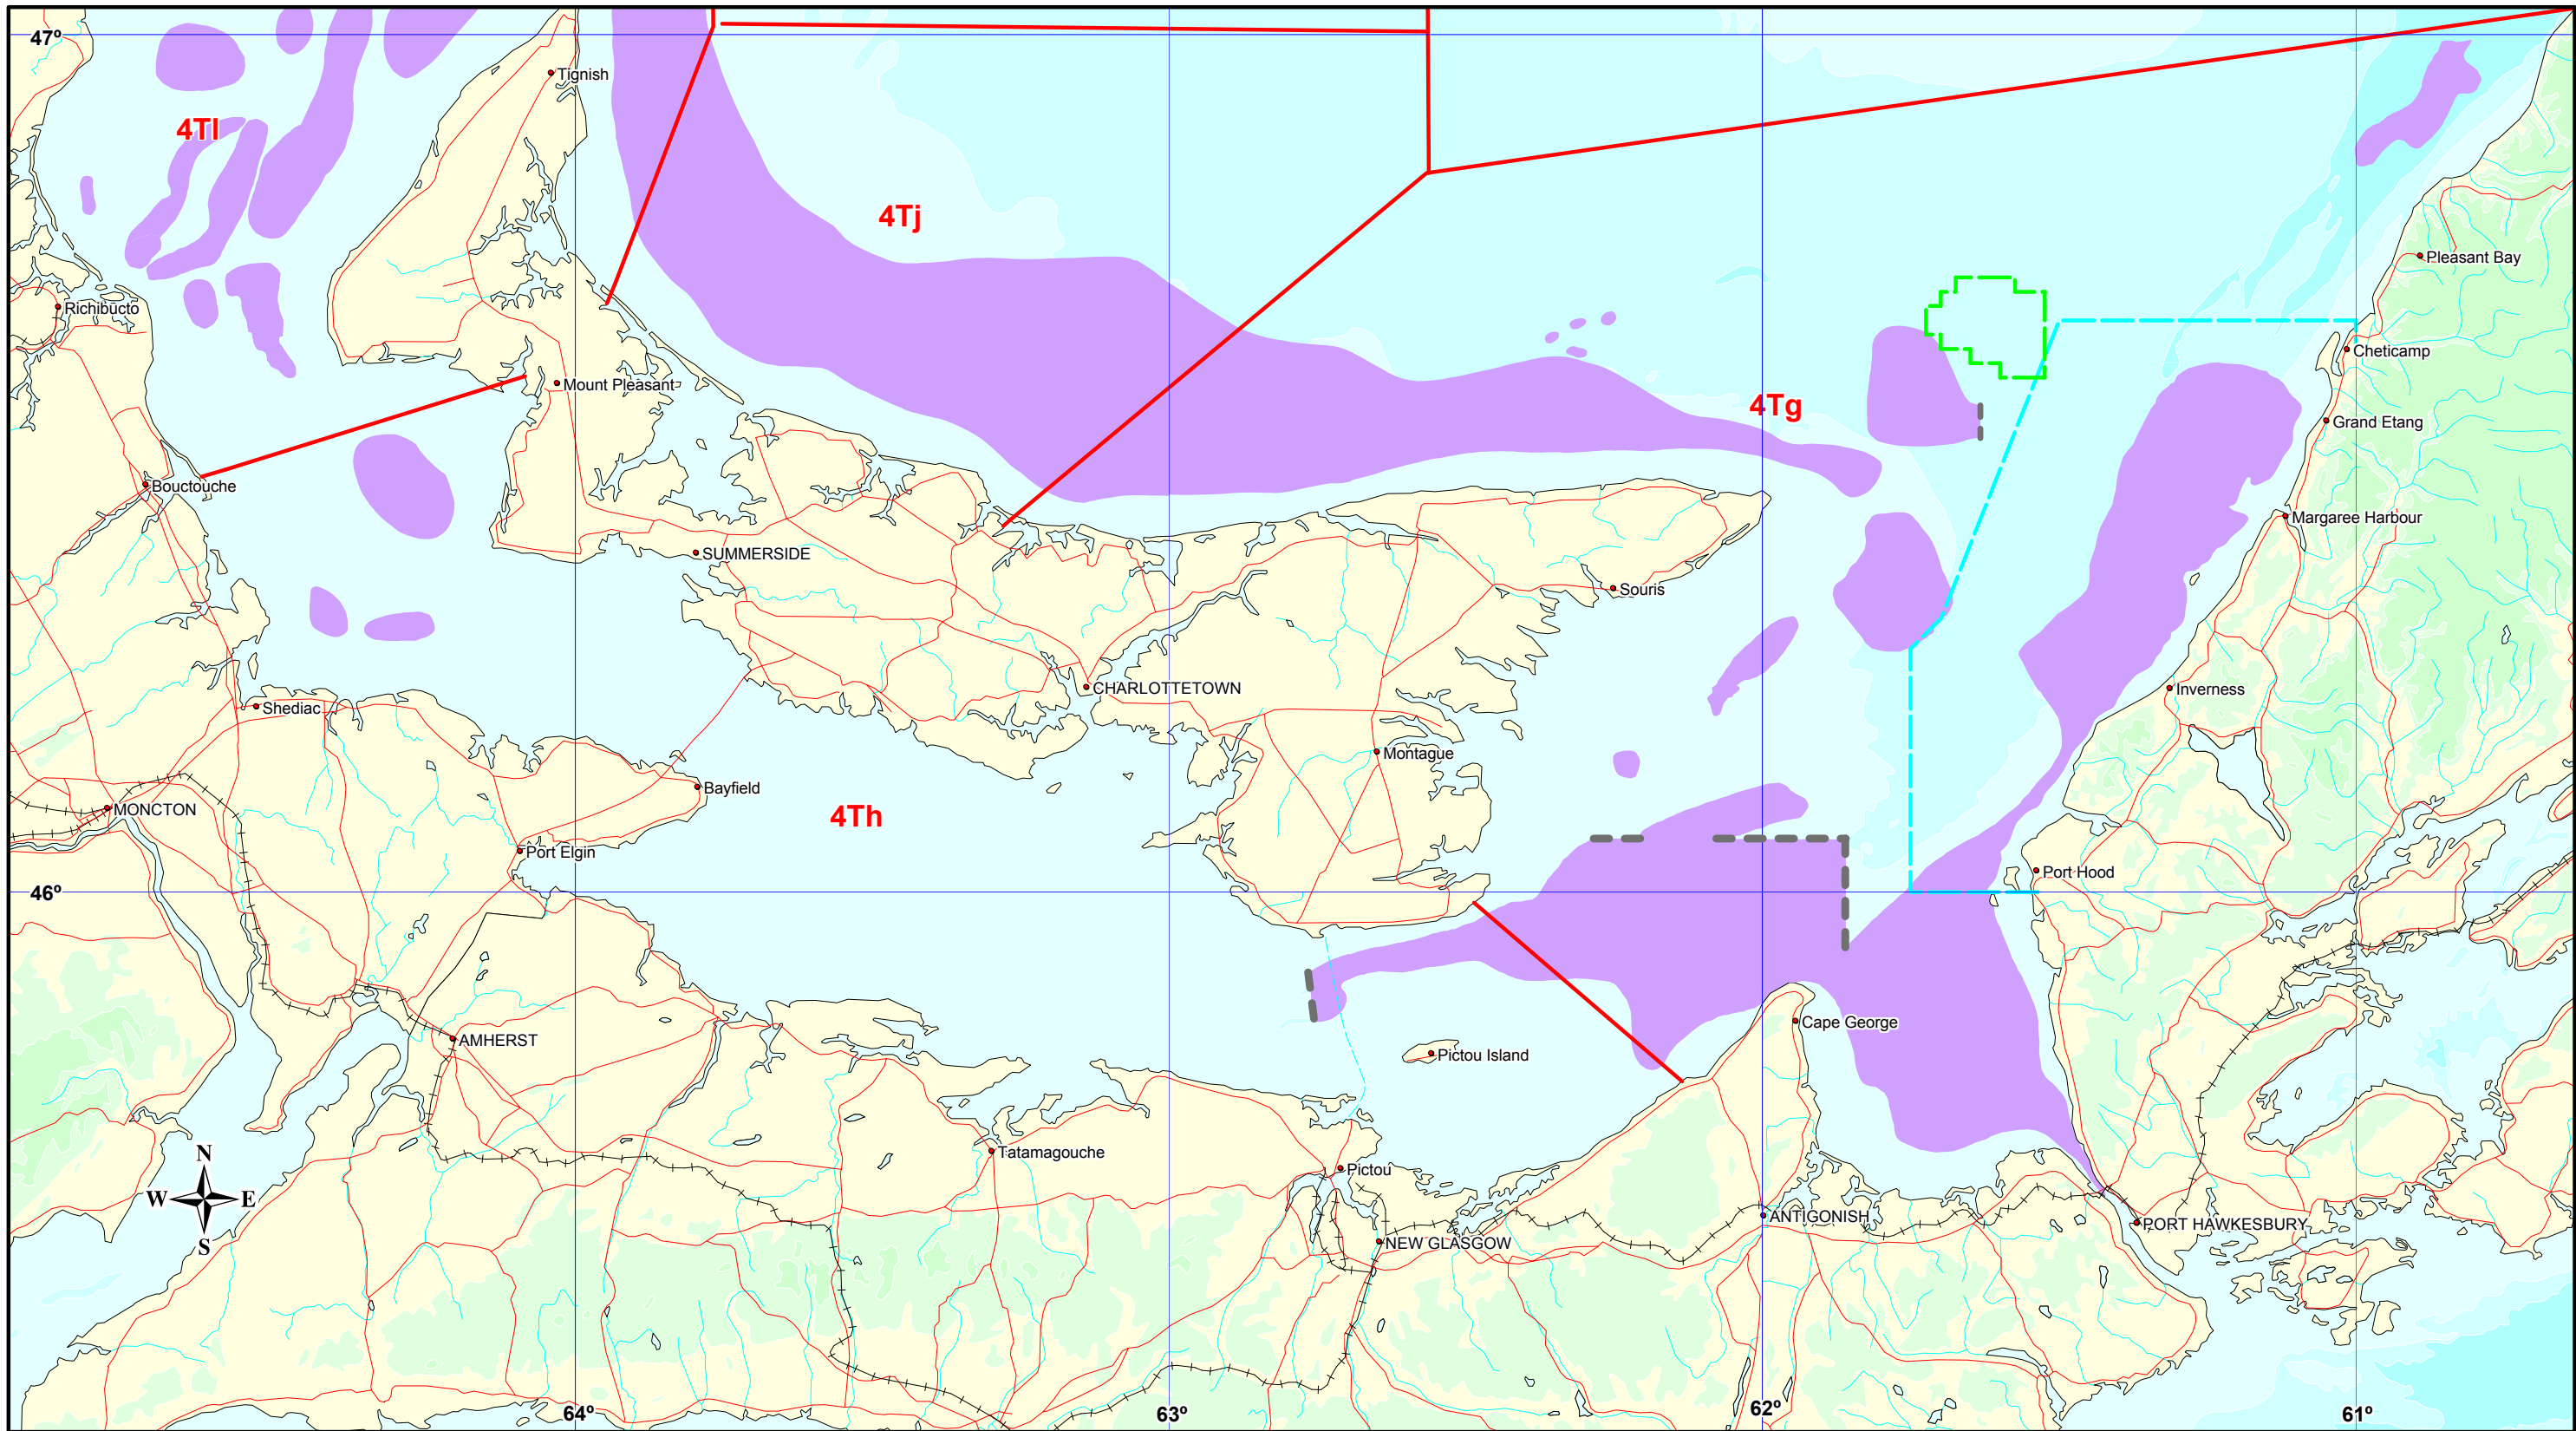 47º
Tignish
4Tl
4Tj
Pleasant Bay
Richibucto
Cheticamp
Mount Pleasant
4Tg
Grand Etang
Bouctouche
Margaree Harbour
SUMMERSIDE
Souris
CHARLOTTETOWN
Inverness
Shediac
Montague
Bayfield
MONCTON
4Th
Port Elgin
Port Hood
46º
Cape George
AMHERST
Pictou Island
Tatamagouche
N
Pictou
W E
S
ANTIGONISH
PORT HAWKESBURY
NEW GLASGOW
64º
63º
62º
61º